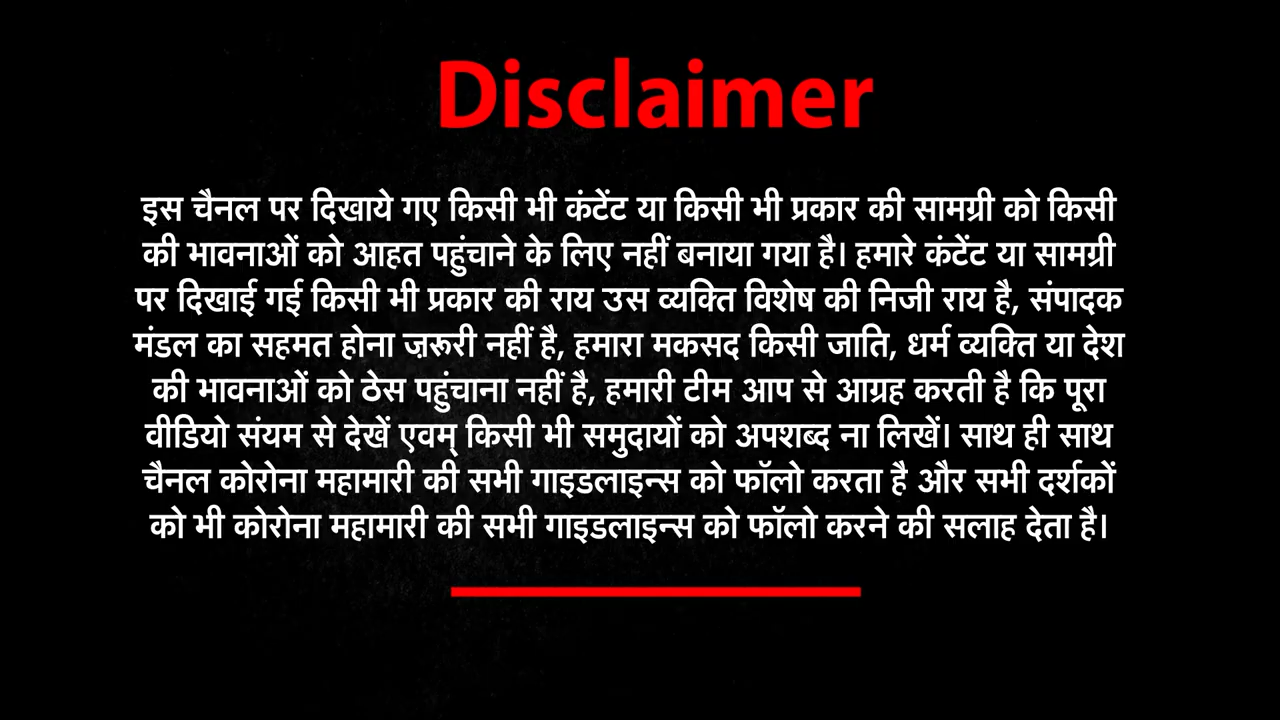 Disclaimer
इस चैनल पर दिखाये गए किसी भी कंटेंट या किसी भी प्रकार की सामग्री को किसी
की भावनाओं को आहत पहुंचाने के लिए नहीं बनाया गया है। हमारे कंटेंट या सामग्री
पर दिखाई गई किसी भी प्रकार की राय उस व्यक्ति विशेष की निजी राय है, संपादक
मंडल का सहमत होना ज़रूरी नहीं है, हमारा मकसद किसी जाति, धर्म व्यक्ति या देश
की भावनाओं को ठेस पहुंचाना नहीं है, हमारी टीम आप से आग्रह करती है कि पूरा
वीडियो संयम से देखें एवम् किसी भी समुदायों को अपशब्द ना लिखें। साथ ही साथ
चैनल कोरोना महामारी की सभी गाइडलाइन्स को फॉलो करता है और सभी दर्शकों
को भी कोरोना महामारी की सभी गाइडलाइन्स को फॉलो करने की सलाह देता है।